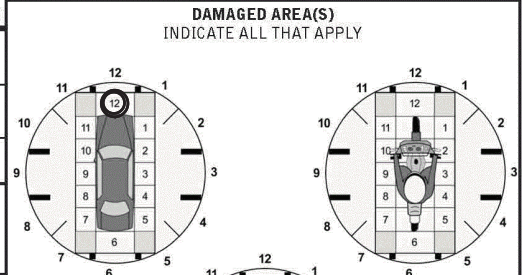 DAMAGED AREA(S)
INDICATE ALL THAT APPLY
12 12
11 1 11 1
12 12
10 11 1 2 10 11 1 2
10 2 10 2
9 9 3 3 9 9 3 3
8 4 8 4
8 7 5 4 8 7 5 4
6 6
7 5 7 5
6 12 6
11 1